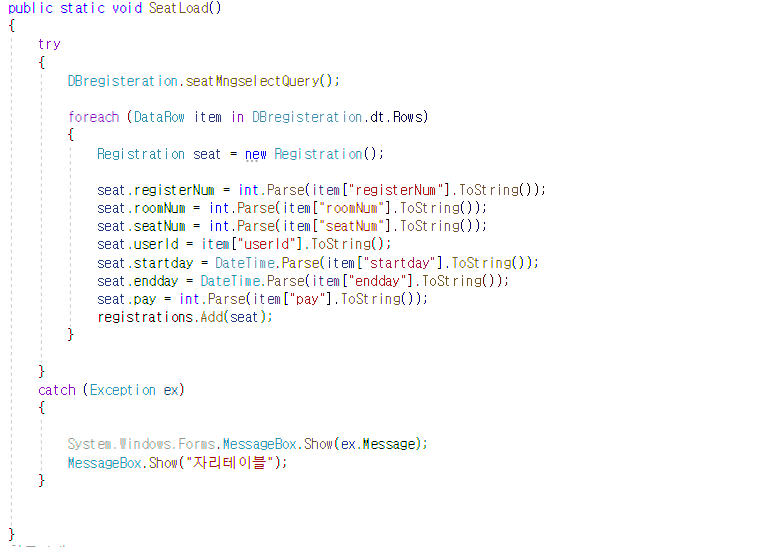 public static void SeatLoad()
{
try
{
DBregisteration.seatMngselectQuery();
foreach (DataRow item in DBregisteration.dt.Rows)
{
Registration seat = new Registration();
seat.registerNum = int.Parse(item["registerNum"].ToString());
seat.roomNum = int.Parse(item["roomNum"].ToString());
seat.seatNum = int.Parse(item["seatNum"].ToString());
seat.userId = item["userId"].ToString();
seat.startday = DateTime.Parse(item["startday"].ToString());
seat.endday = DateTime.Parse(item["endday"].ToString());
seat.pay = int.Parse(item["pay"].ToString());
registrations.Add(seat);
}
}
catch (Exception ex)
{
System.Windows.Forms.MessageBox.Show(ex.Message);
MessageBox.Show("자리테이블");
}
}